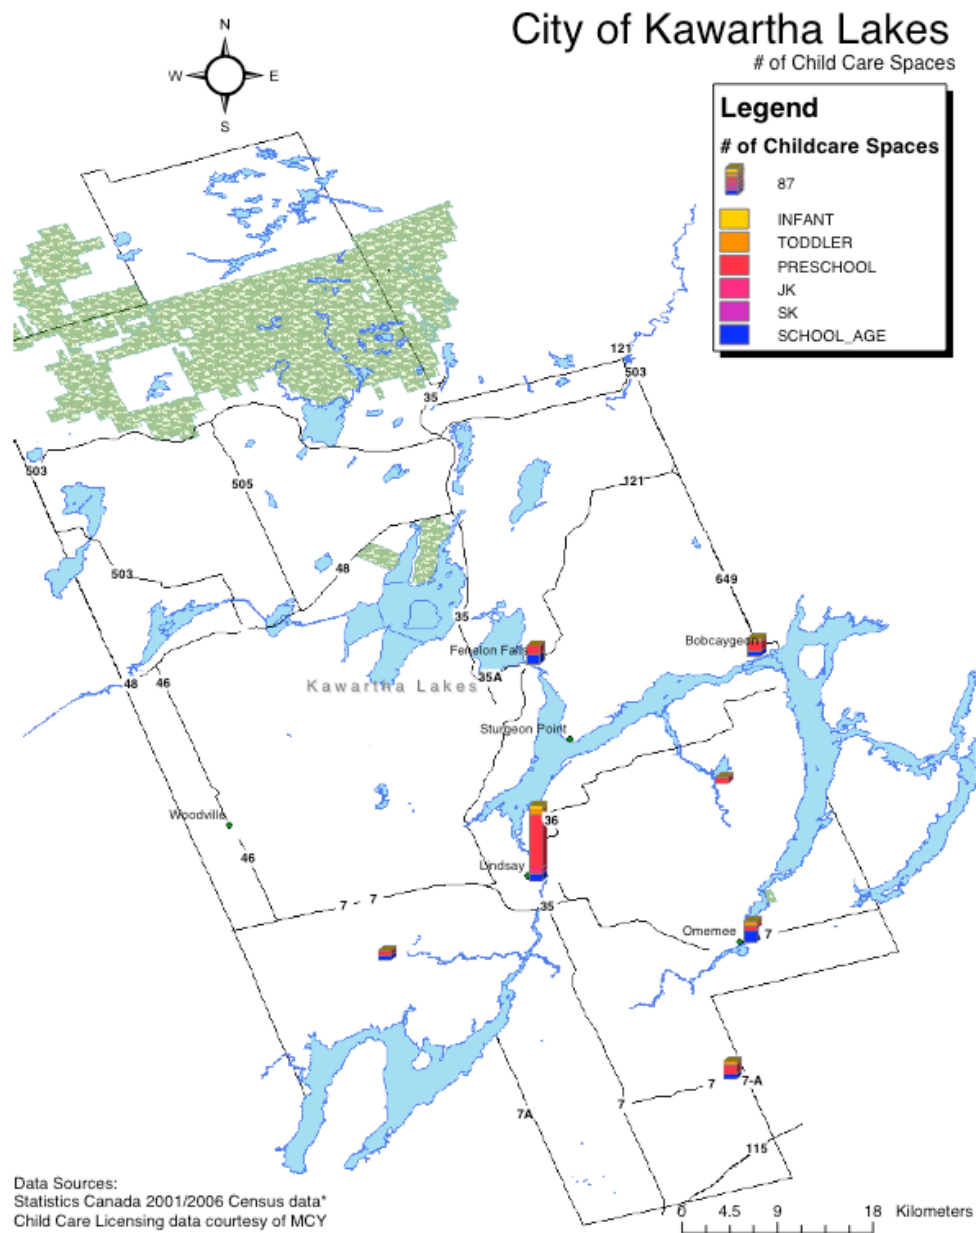 City of Kawartha Lakes
# of Child Care Spaces
N
W
E
S
Legend
# of Childcare Spaces
87
INFANT
TODDLER
PRESCHOOL
JK
SK
SCHOOL_AGE
121
503
35
503
505
121
48
503
649
35
Bobcaygeon
Fenelon Falls
35A
48
46
Kawartha Lakes
Sturgeon Point
Woodville
36
46
Lindsay
7 - 7
35
Omemee
7
7-A
7
7
7A
115
Data Sources:
Statistics Canada 2001/2006 Census data*
Child Care Licensing data courtesy of MCY
0 4.5 9 18 Kilometers